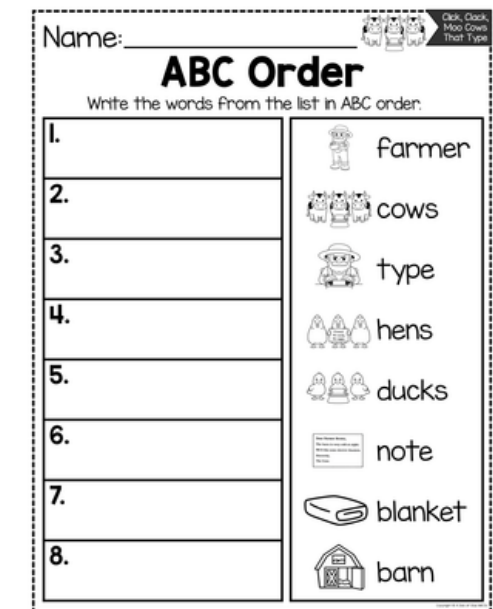 Name:
Click, Clack,
Moo Cows
That Type
ABC Order
Write the words from the list in ABC order.
1.
2.
3.
4.
5.
6.
7.
8.
farmer
cows
type
hens
ducks
note
blanket
barn